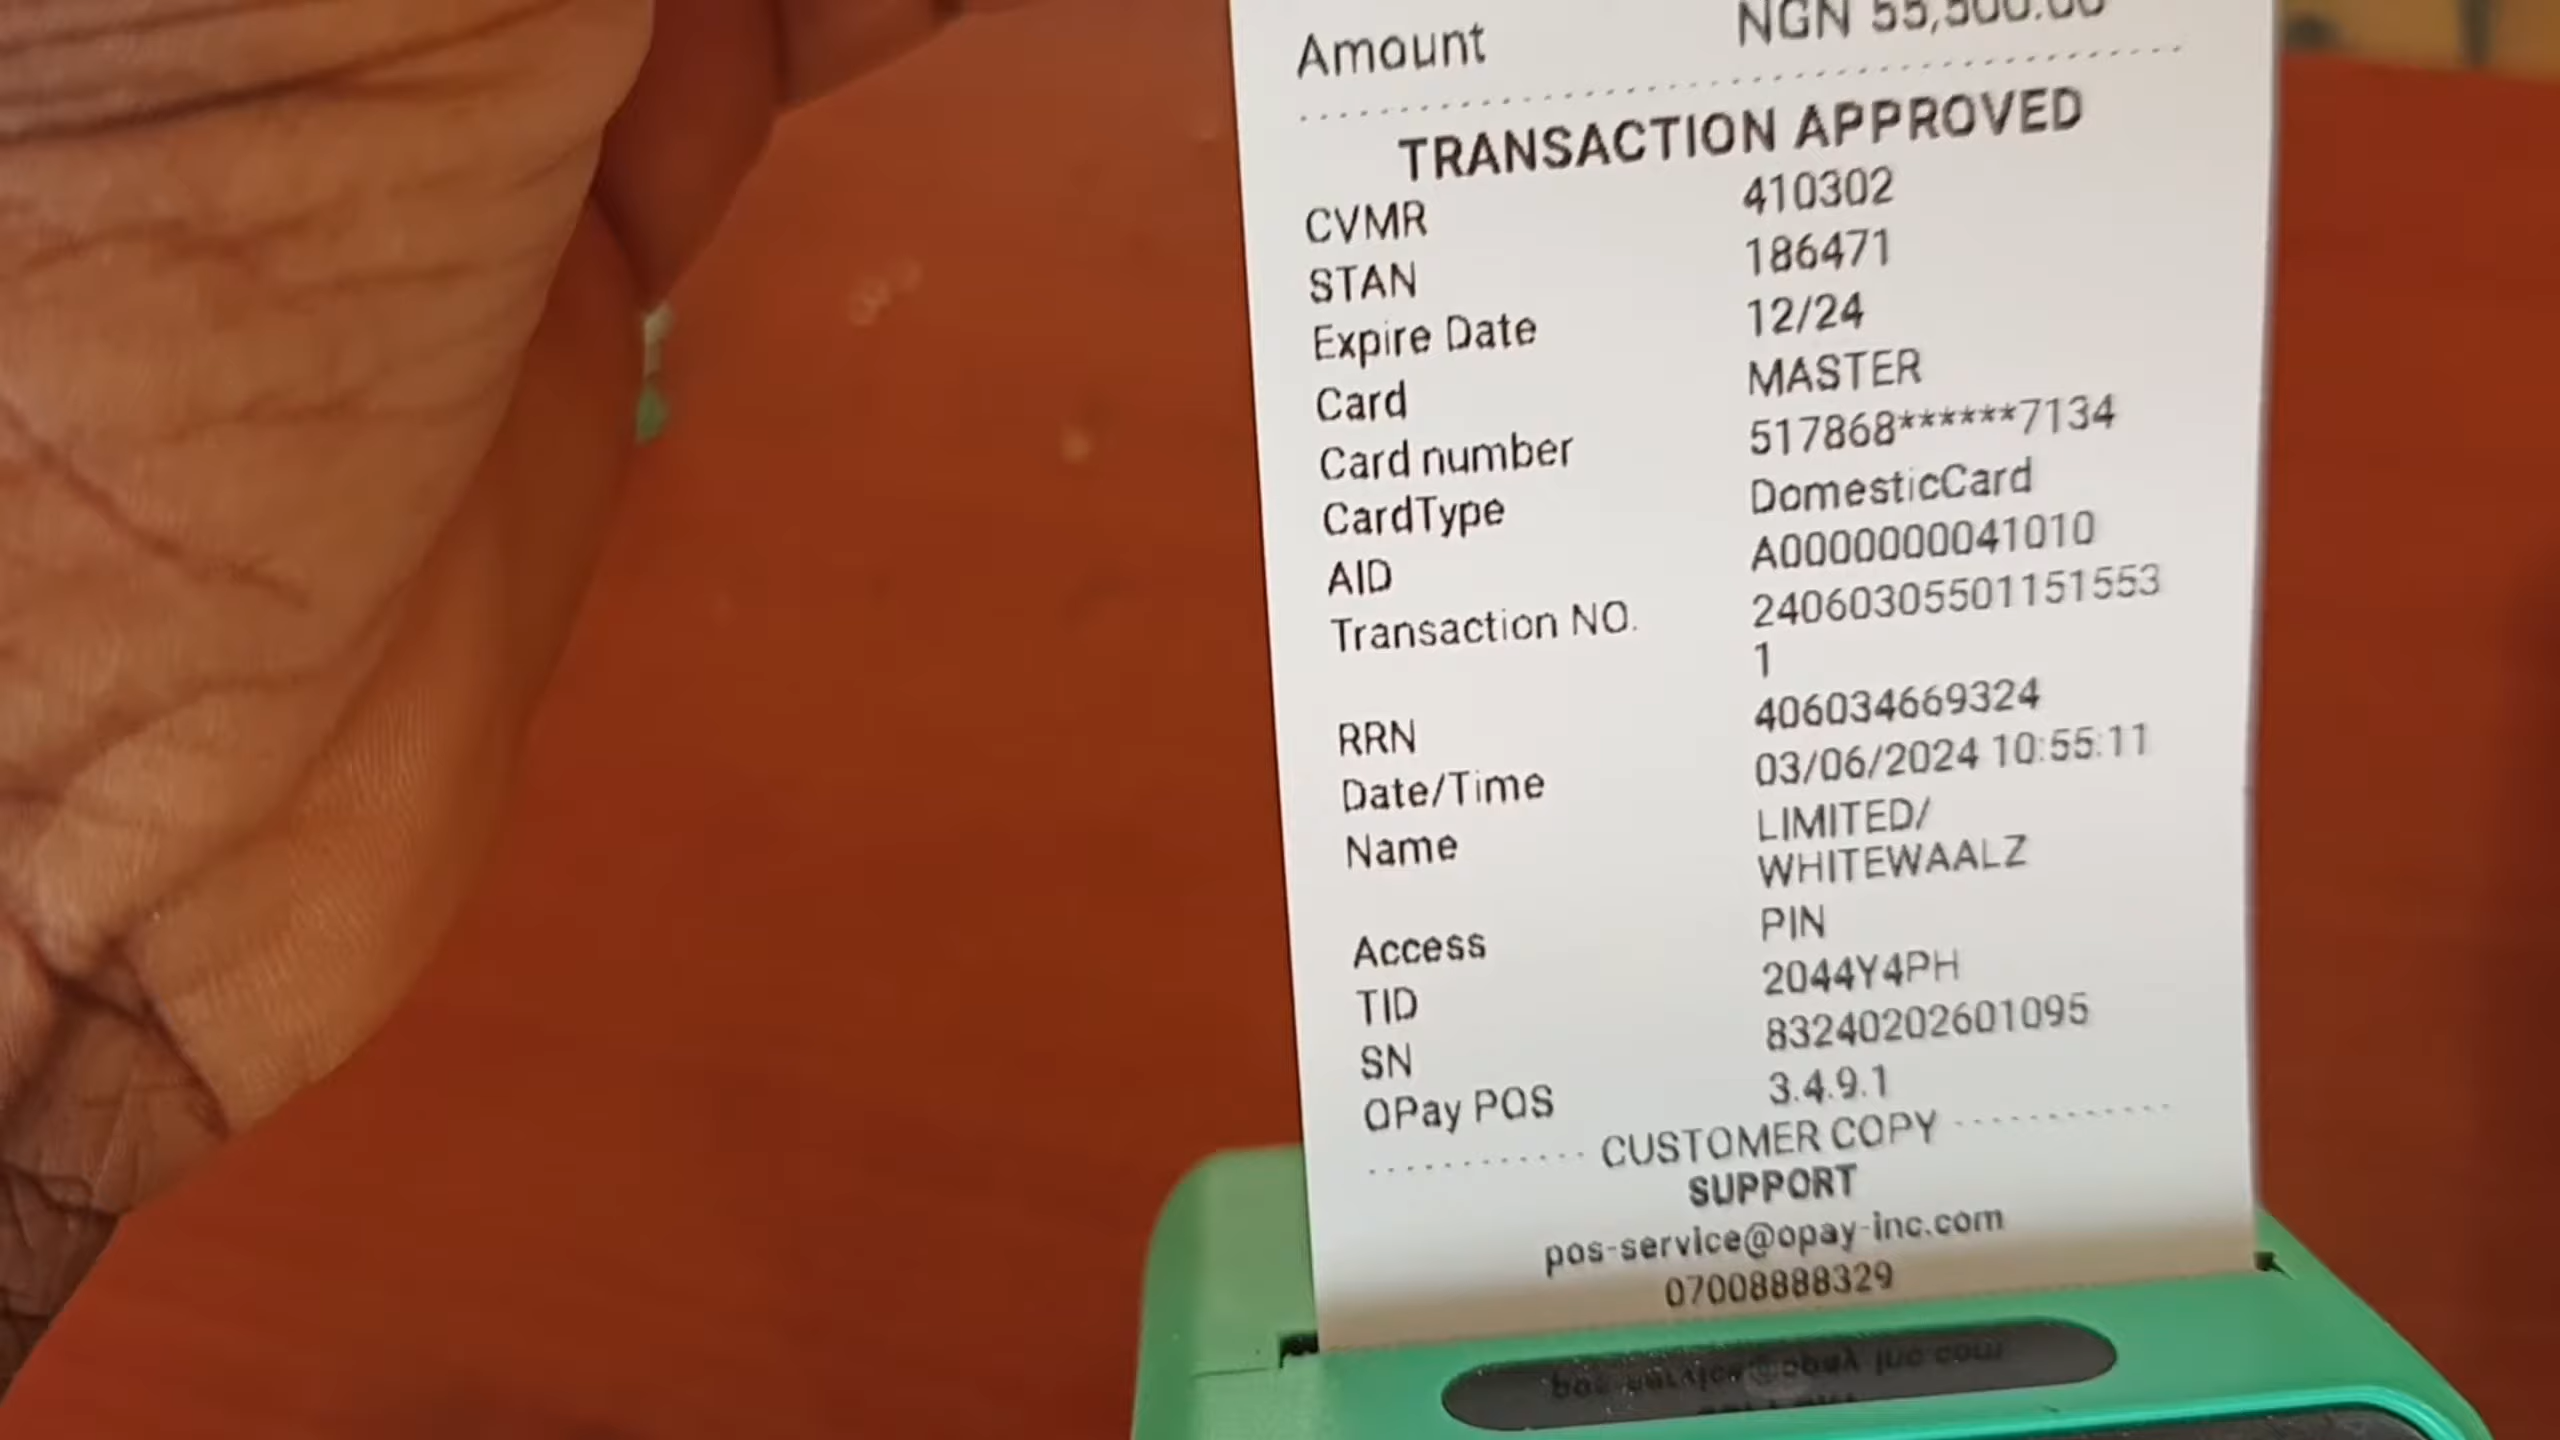 Amount NGN 55,500.00
TRANSACTION APPROVED
CVMR 410302
STAN 186471
Expire Date 12/24
Card MASTER
Card number 517868******7134
CardType DomesticCard
AID A0000000041010
Transaction NO. 24060305501151553
1
RRN 406034669324
Date/Time 03/06/2024 10:55:11
Name LIMITED/
WHITEWAALZ
Access PIN
TID 2044Y4PH
SN 83240202601095
OPay POS 3.4.9.1
CUSTOMER COPY
SUPPORT
pos-service@opay-inc.com
07008888329